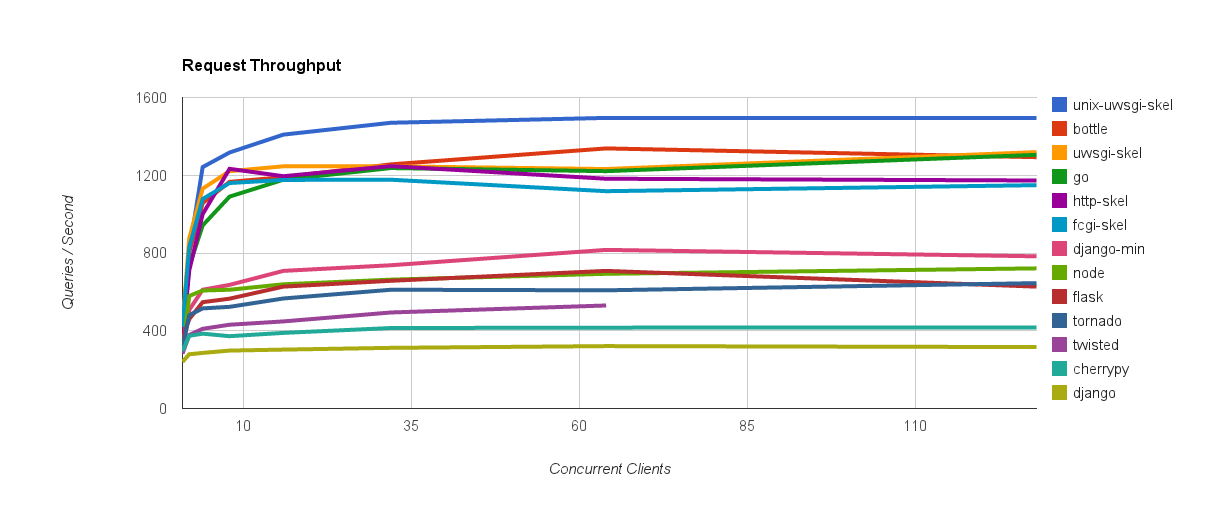 Request Throughput
1600
1200
800
400
0
Queries / Second
10 35 60 85 110
Concurrent Clients
unix-uwsgi-skel
bottle
uwsgi-skel
go
http-skel
fcgi-skel
django-min
node
flask
tornado
twisted
cherrypy
django